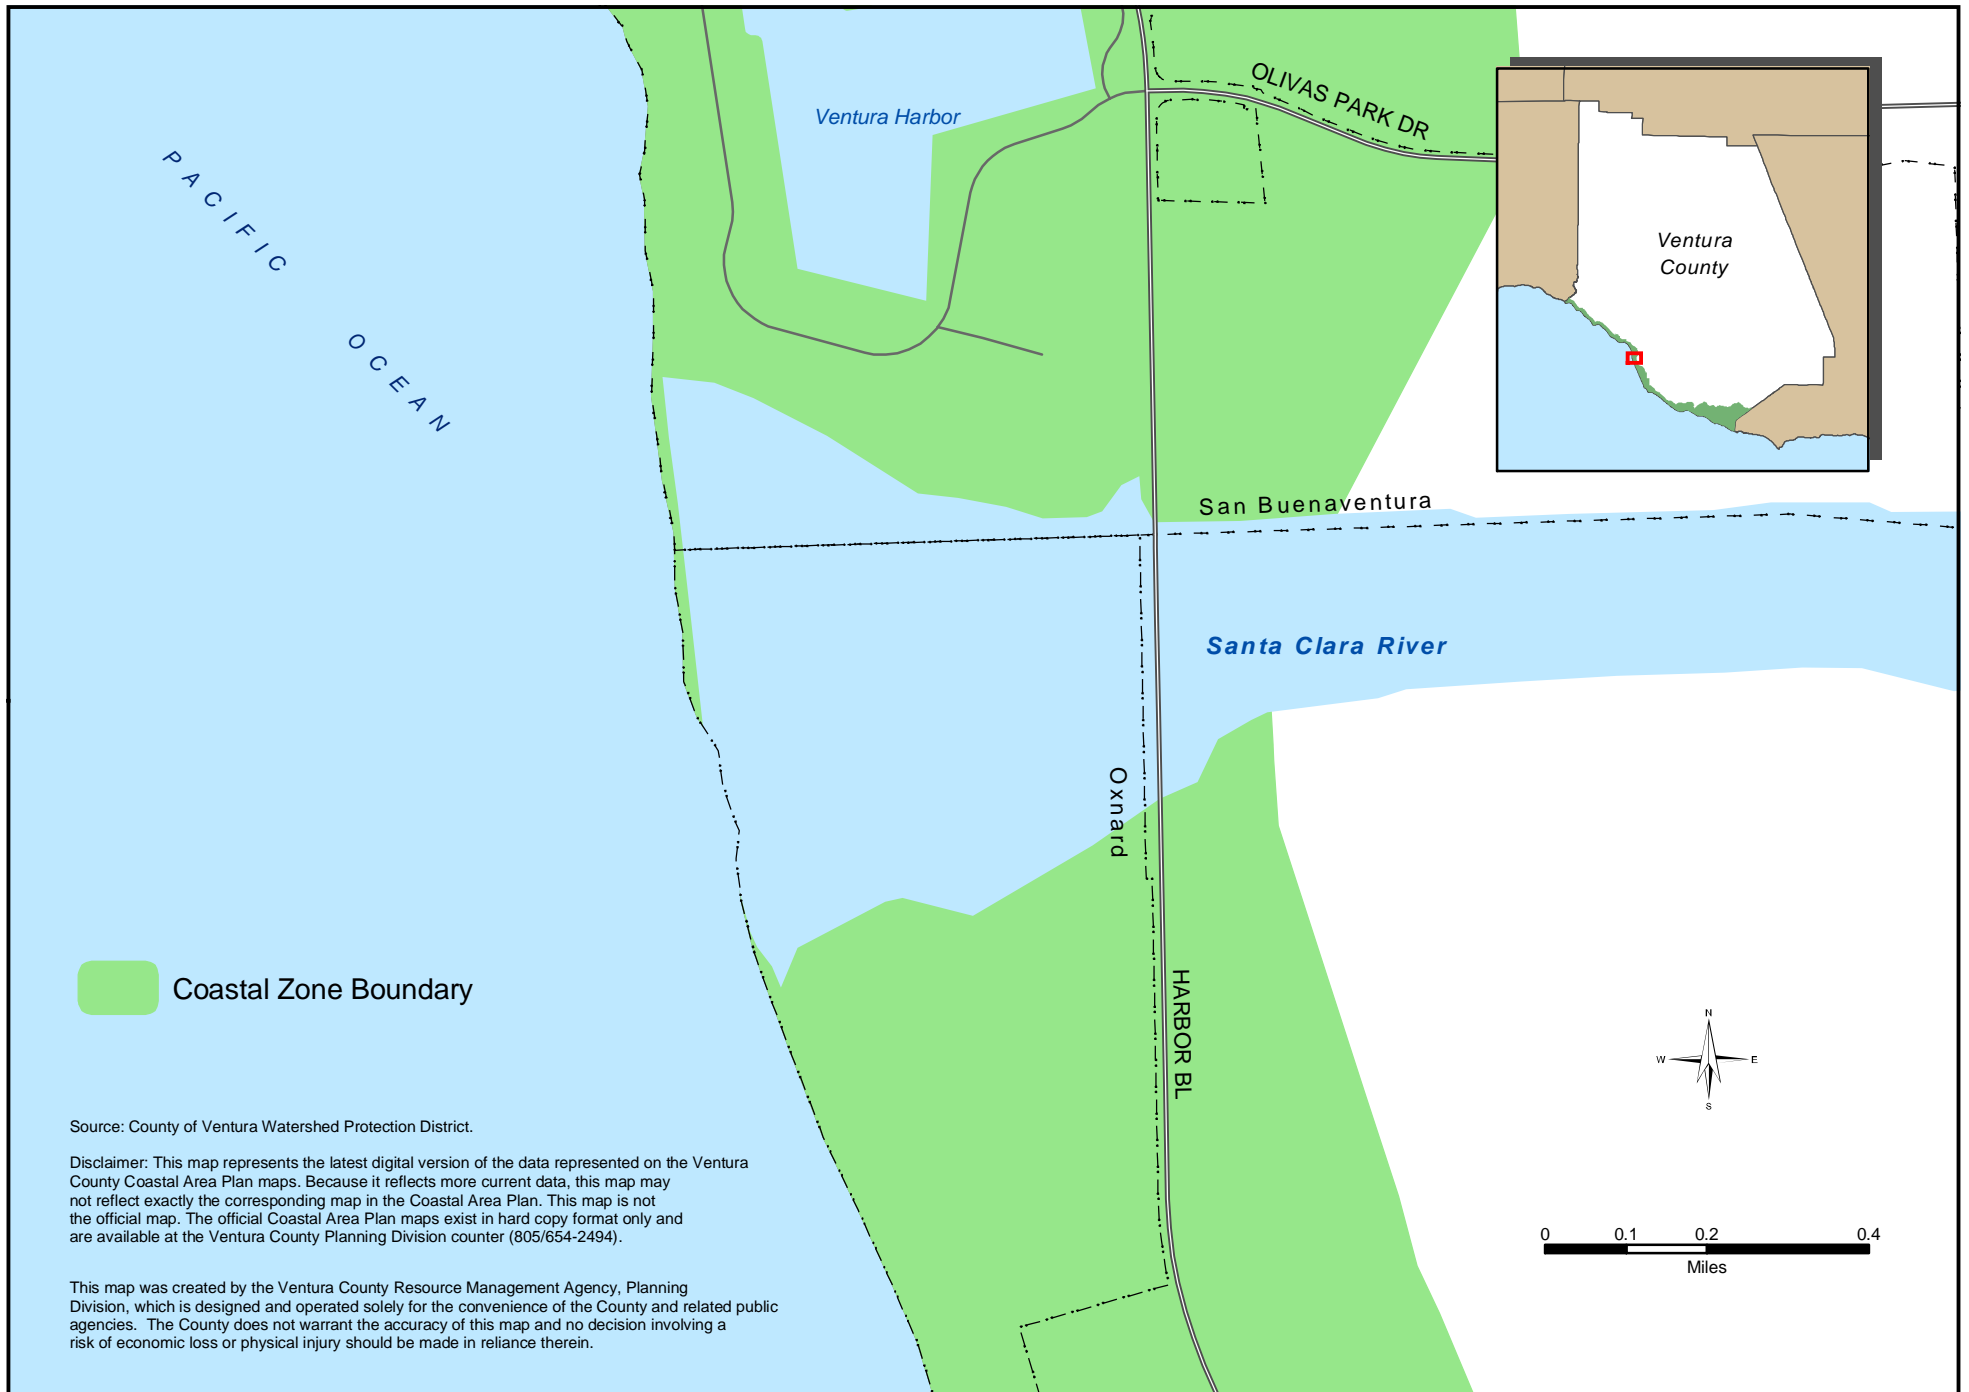 OLIVAS PARK DR
Ventura Harbor
PACIFIC
OCEAN
Ventura
County
San Buenaventura
Santa Clara River
Oxnard
HARBOR BL
Coastal Zone Boundary
N
W
E
S
Source: County of Ventura Watershed Protection District.
Disclaimer: This map represents the latest digital version of the data represented on the Ventura
County Coastal Area Plan maps. Because it reflects more current data, this map may
not reflect exactly the corresponding map in the Coastal Area Plan. This map is not
the official map. The official Coastal Area Plan maps exist in hard copy format only and
are available at the Ventura County Planning Division counter (805/654-2494).
This map was created by the Ventura County Resource Management Agency, Planning
Division, which is designed and operated solely for the convenience of the County and related public
agencies. The County does not warrant the accuracy of this map and no decision involving a
risk of economic loss or physical injury should be made in reliance therein.
0 0.1 0.2 0.4
Miles